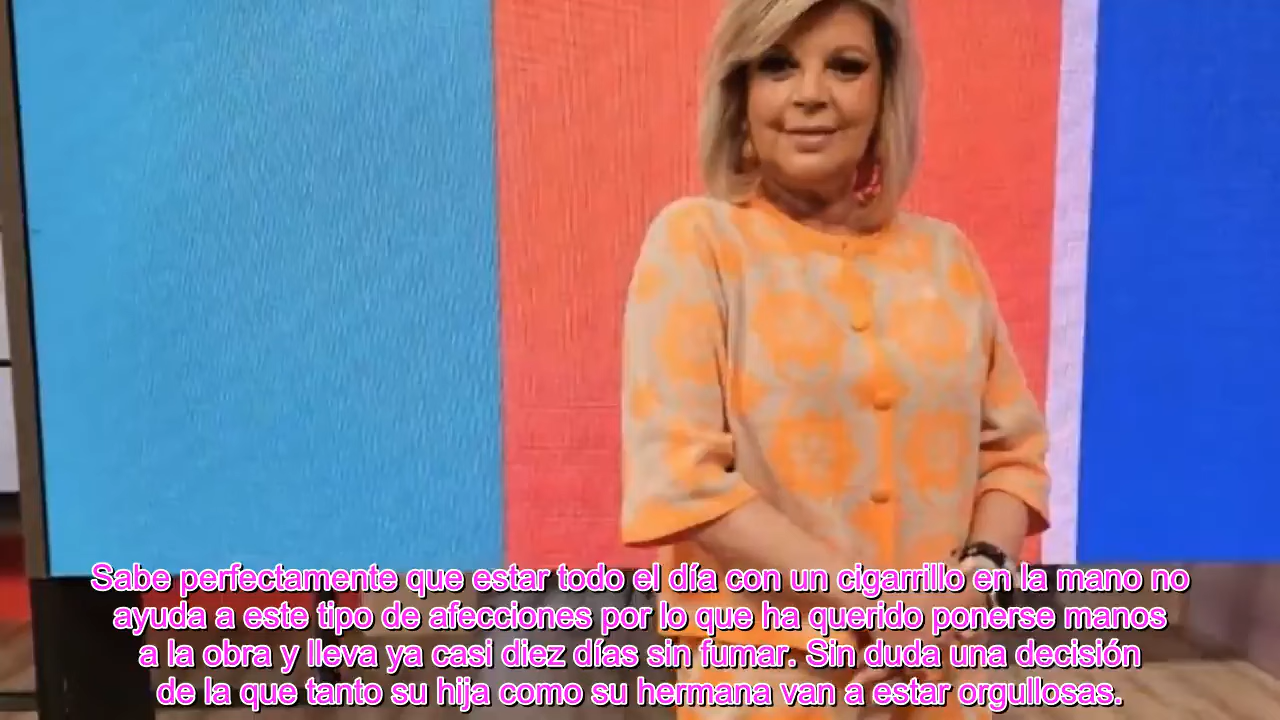 Sabe perfectamente que estar todo el día con un cigarrillo en la mano no
ayuda a este tipo de afecciones por lo que ha querido ponerse manos
a la obra y lleva ya casi diez días sin fumar. Sin duda una decisión
de la que tanto su hija como su hermana van a estar orgullosas.